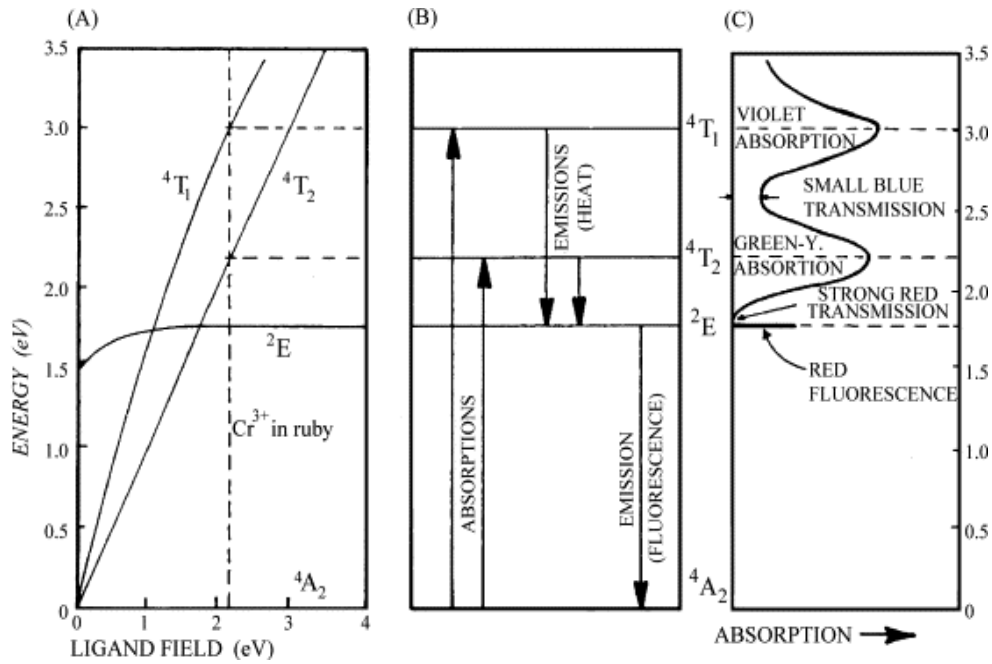 (A)
3.5
3.0
2.5
2.0
1.5
1.0
0.5
0
ENERGY (eV)
⁴T₁
⁴T₂
²E
Cr³⁺ in ruby
⁴A₂
0
1
2
3
4
LIGAND FIELD (eV)
(B)
⁴T₁
⁴T₂
²E
⁴A₂
ABSORPTIONS
EMISSIONS
(HEAT)
EMISSION
(FLUORESCENCE)
(C)
VIOLET
ABSORPTION
SMALL BLUE
TRANSMISSION
GREEN-Y.
ABSORTION
STRONG RED
TRANSMISSION
RED
FLUORESCENCE
3.5
3.0
2.5
2.0
1.5
1.0
0.5
0
ABSORPTION